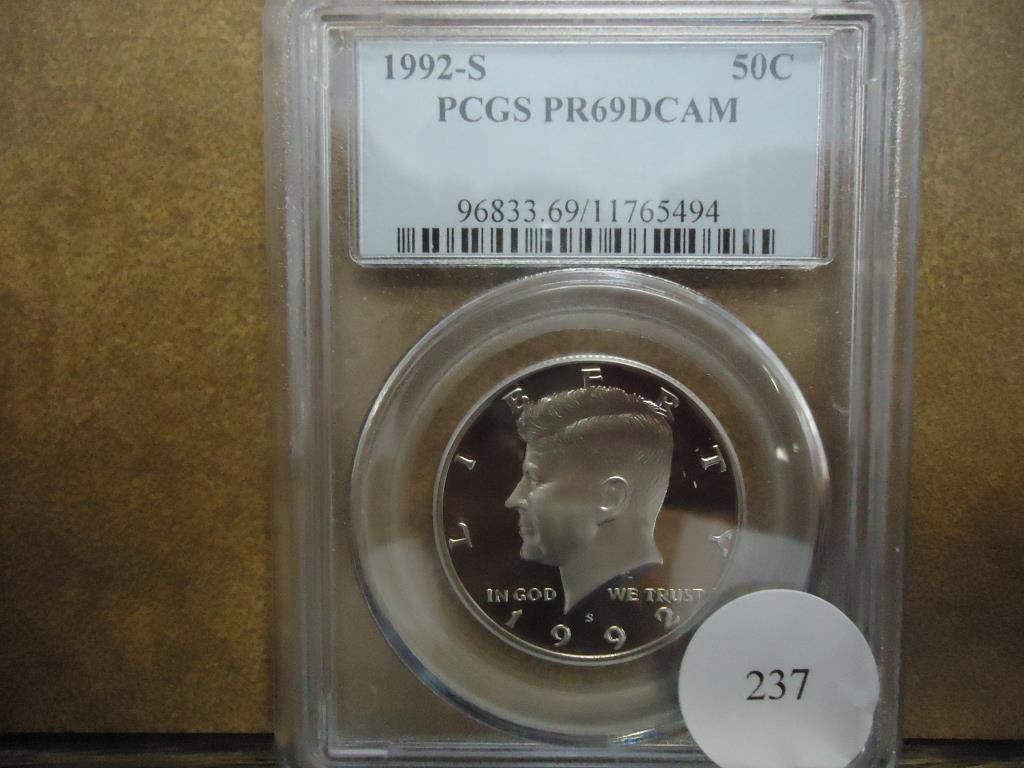 1992-S 50C
PCGS PR69DCAM
96833.69/11765494
LIBERTY
IN GOD WE TRUST
S
1992
237